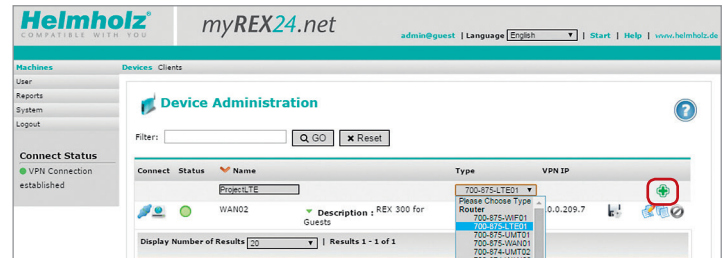 Helmholz®
COMPATIBLE WITH YOU
myREX24.net
admin@guest | Language English | Start | Help | www.helmholz.de
Machines
Devices Clients
User
Reports
System
Logout
Device Administration
Filter: GO Reset
Connect Status
VPN Connection
established
Connect Status Name Type VPN IP
ProjectLTE 700-875-LTE01
WAN02 Description : REX 300 for
Guests
.0.0.209.7
Please Choose Type
Router
700-875-WIF01
700-875-LTE01
700-875-UMT01
700-875-WAN01
700-874-UMT02
Display Number of Results 20 | Results 1 - 1 of 1